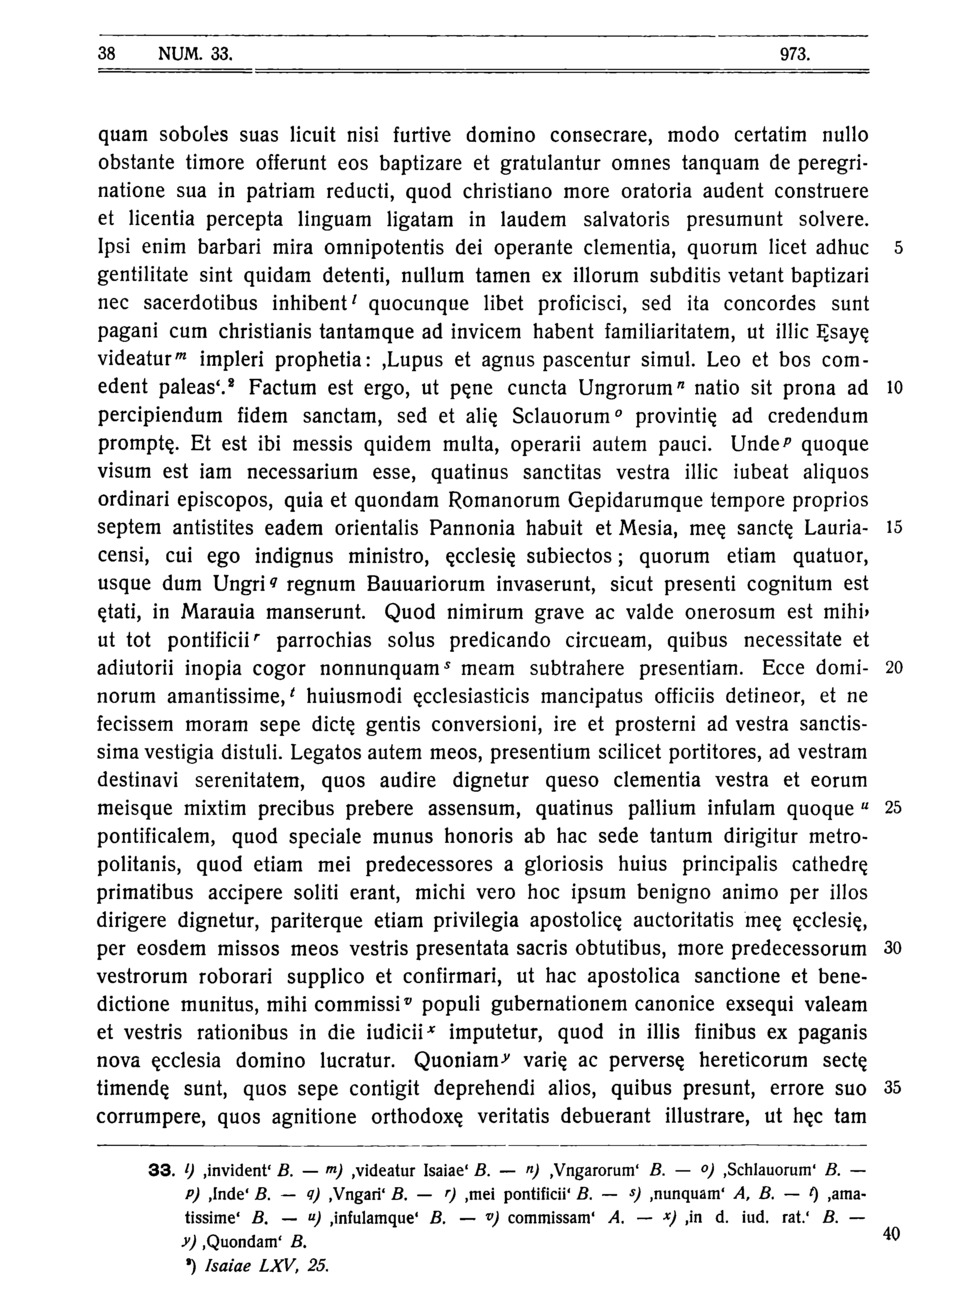 38 NUM. 33. 973.
quam soboles suas licuit nisi furtive domino consecrare, modo certatim nullo
obstante timore offerunt eos baptizare et gratulantur omnes tanquam de peregri-
natione sua in patriam reducti, quod christiano more oratoria audent construere
et licentia percepta linguam ligatam in laudem salvatoris presumunt solvere.
Ipsi enim barbari mira omnipotentis dei operante clementia, quorum licet adhuc 5
gentilitate sint quidam detenti, nullum tamen ex illorum subditis vetant baptizari
nec sacerdotibus inhibent l quocunque libet proficisci, sed ita concordes sunt
pagani cum christianis tantamque ad invicem habent familiaritatem, ut illic Ęsayę
videatur m impleri prophetia: ‚Lupus et agnus pascentur simul. Leo et bos com-
edent paleas‘.² Factum est ergo, ut pęne cuncta Ungrorum n natio sit prona ad 10
percipiendum fidem sanctam, sed et alię Sclauorum o provintię ad credendum
promptę. Et est ibi messis quidem multa, operarii autem pauci. Unde p quoque
visum est iam necessarium esse, quatinus sanctitas vestra illic iubeat aliquos
ordinari episcopos, quia et quondam Romanorum Gepidarumque tempore proprios
septem antistites eadem orientalis Pannonia habuit et Mesia, meę sanctę Lauria- 15
censi, cui ego indignus ministro, ęcclesię subiectos; quorum etiam quatuor,
usque dum Ungri q regnum Bauuariorum invaserunt, sicut presenti cognitum est
ętati, in Marauia manserunt. Quod nimirum grave ac valde onerosum est mihi,
ut tot pontificii r parrochias solus predicando circueam, quibus necessitate et
adiutorii inopia cogor nonnunquam s meam subtrahere presentiam. Ecce domi- 20
norum amantissime, t huiusmodi ęcclesiasticis mancipatus officiis detineor, et ne
fecissem moram sepe dictę gentis conversioni, ire et prosterni ad vestra sanctis-
sima vestigia distuli. Legatos autem meos, presentium scilicet portitores, ad vestram
destinavi serenitatem, quos audire dignetur queso clementia vestra et eorum
meisque mixtim precibus prebere assensum, quatinus pallium infulam quoque u 25
pontificalem, quod speciale munus honoris ab hac sede tantum dirigitur metro-
politanis, quod etiam mei predecessores a gloriosis huius principalis cathedrę
primatibus accipere soliti erant, michi vero hoc ipsum benigno animo per illos
dirigere dignetur, pariterque etiam privilegia apostolicę auctoritatis meę ęcclesię,
per eosdem missos meos vestris presentata sacris obtutibus, more predecessorum 30
vestrorum roborari supplico et confirmari, ut hac apostolica sanctione et bene-
dictione munitus, mihi commissi v populi gubernationem canonice exsequi valeam
et vestris rationibus in die iudicii x imputetur, quod in illis finibus ex paganis
nova ęcclesia domino lucratur. Quoniam y varię ac perversę hereticorum sectę
timendę sunt, quos sepe contigit deprehendi alios, quibus presunt, errore suo 35
corrumpere, quos agnitione orthodoxę veritatis debuerant illustrare, ut hęc tam
33. l) ‚invident‘ B. — m) ‚videatur Isaiae‘ B. — n) ‚Vngarorum‘ B. — o) ‚Schlauorum‘ B. —
p) ‚Inde‘ B. — q) ‚Vngari‘ B. — r) ‚mei pontificii‘ B. — s) ‚nunquam‘ A, B. — t) ‚ama-
tissime‘ B. — u) ‚infulamque‘ B. — v) commissam‘ A. — x) ‚in d. iud. rat.‘ B. —
y) ‚Quondam‘ B. 40
²) Isaiae LXV, 25.